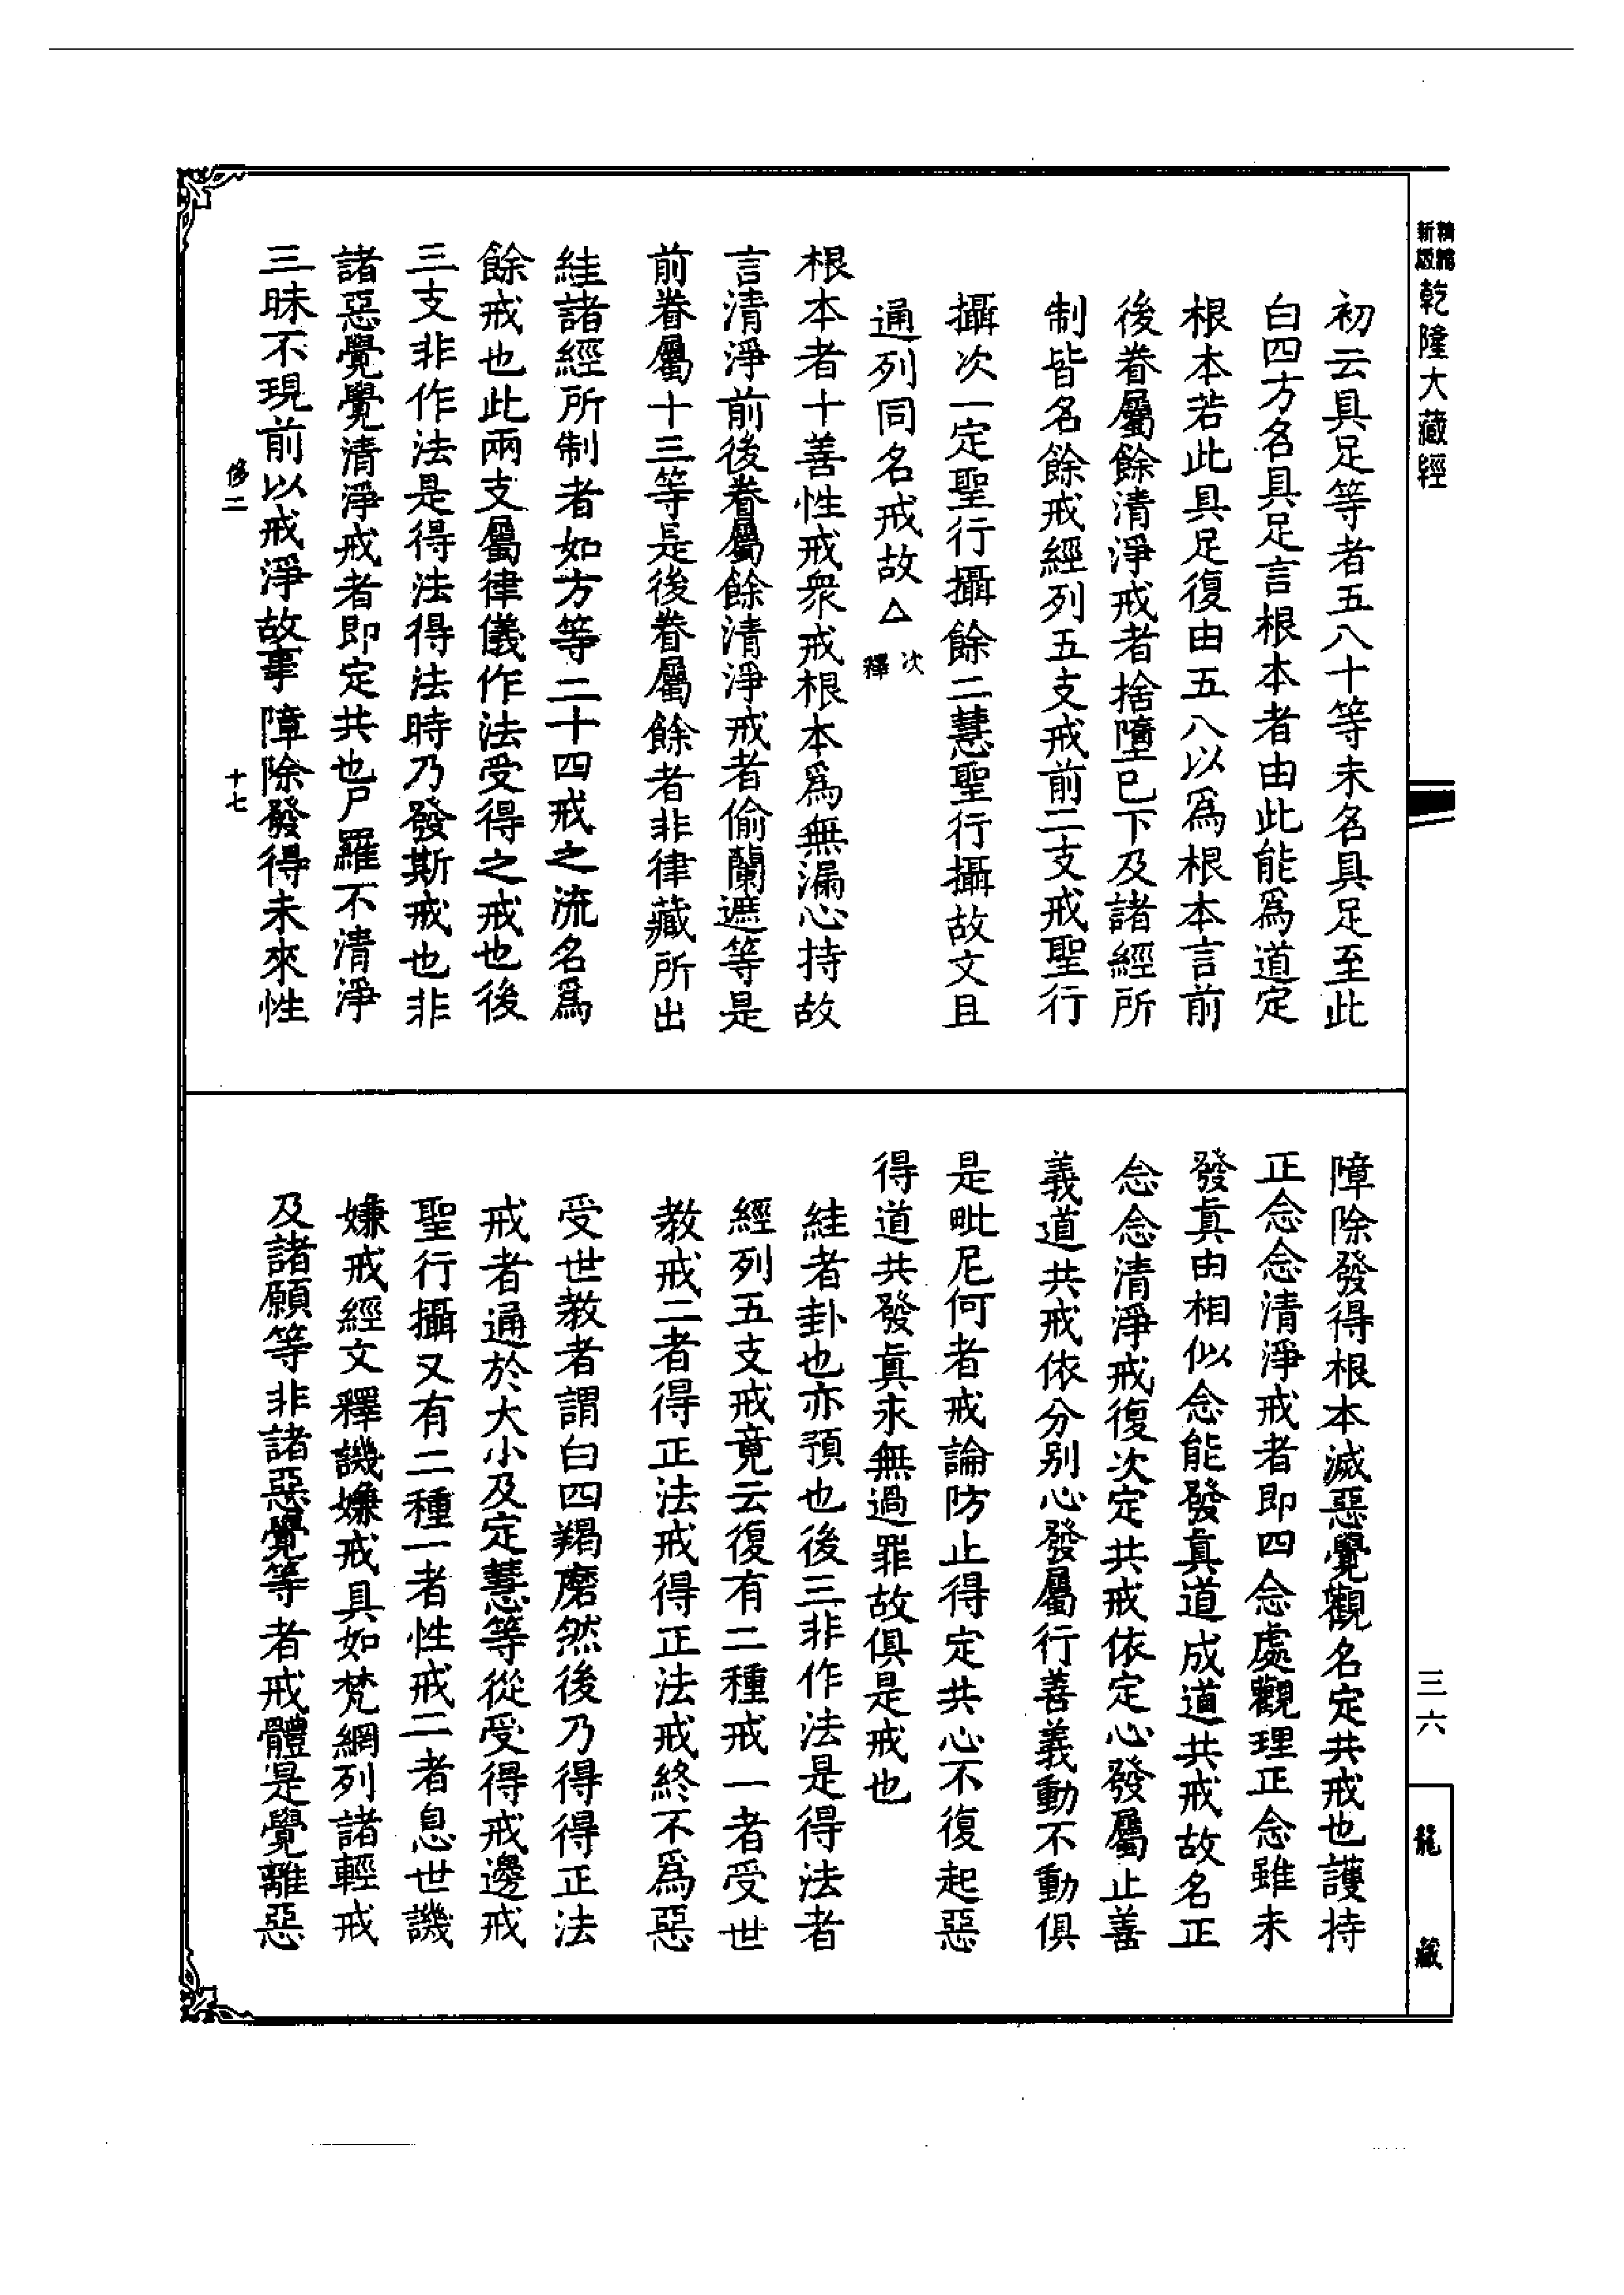 精縮新版乾隆大藏經
初云具足等者五八十等未名具足至此
白四方名具足言根本者由此能爲道定
根本若此具足復由五八以爲根本言前
後眷屬餘清淨戒者捨墮已下及諸經所
制皆名餘戒經列五支戒前二支戒聖行
攝次一定聖行攝餘二慧聖行攝故文且
通列同名戒故△次釋
根本者十善性戒衆戒根本爲無漏心持故
言清淨前後眷屬餘清淨戒者偷蘭遮等是
前眷屬十三等是後眷屬餘者非律藏所出
絓諸經所制者如方等二十四戒之流名爲
餘戒也此兩支屬律儀作法受得之戒也後
三支非作法是得法得法時乃發斯戒也非
諸惡覺覺清淨戒者即定共也尸羅不清淨
三昧不現前以戒淨故事障除發得未來性
十七
障除發得根本滅惡覺觀名定共戒也護持
正念念清淨戒者即四念處觀理正念雖未
發眞由相似念能發眞道成道共戒故名正
念念清淨戒復次定共戒依定心發屬止善
義道共戒依分别心發屬行善義動不動俱
是毗尼何者戒論防止得定共心不復起惡
得道共發眞永無過罪故俱是戒也
絓者卦也亦預也後三非作法是得法者
經列五支戒竟云復有二種戒一者受世
教戒二者得正法戒得正法戒終不爲惡
受世教者謂白四羯磨然後乃得得正法
戒者通於大小及定慧等從受得戒邊戒
聖行攝又有二種一者性戒二者息世譏
嫌戒經文釋譏嫌戒具如梵網列諸輕戒
及諸願等非諸惡覺等者戒體是覺離惡
三六
龍藏